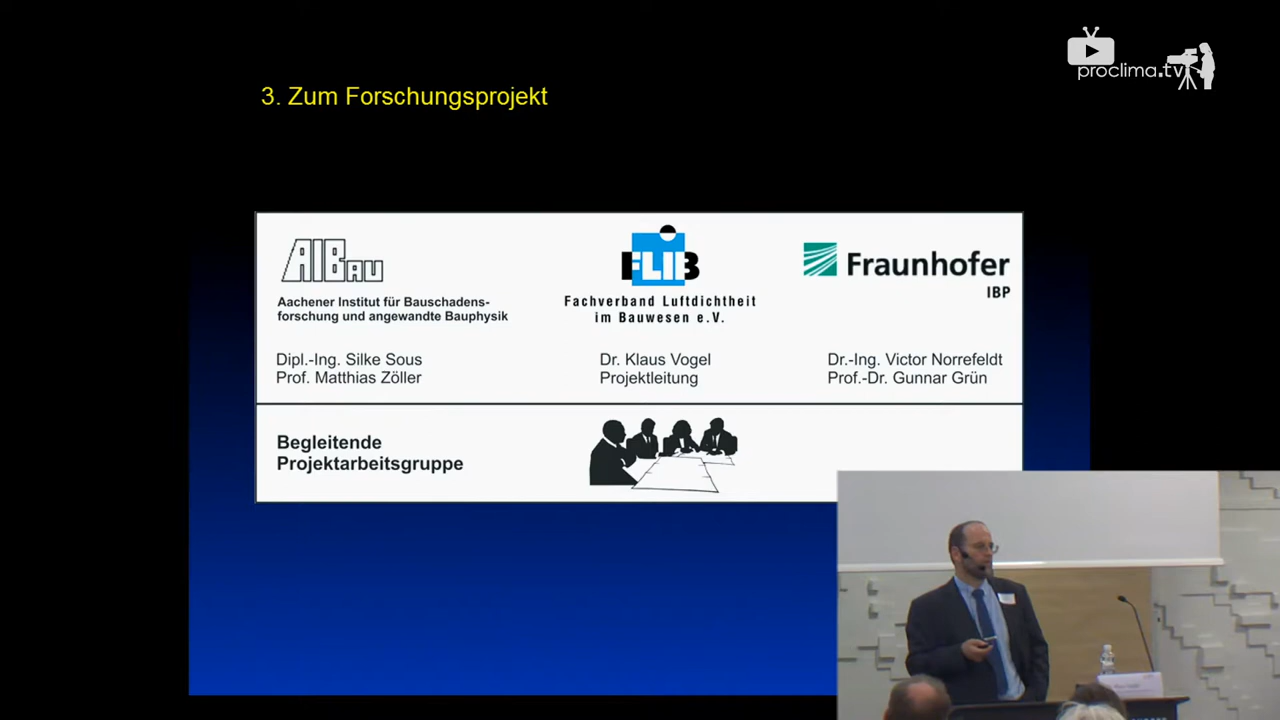 proclima.tv
3. Zum Forschungsprojekt
AIBAU
Aachener Institut für Bauschadens-
forschung und angewandte Bauphysik
Dipl.-Ing. Silke Sous
Prof. Matthias Zöller
FLIB
Fachverband Luftdichtheit
im Bauwesen e.V.
Dr. Klaus Vogel
Projektleitung
Fraunhofer
IBP
Dr.-Ing. Victor Norrefeldt
Prof.-Dr. Gunnar Grün
Begleitende
Projektarbeitsgruppe